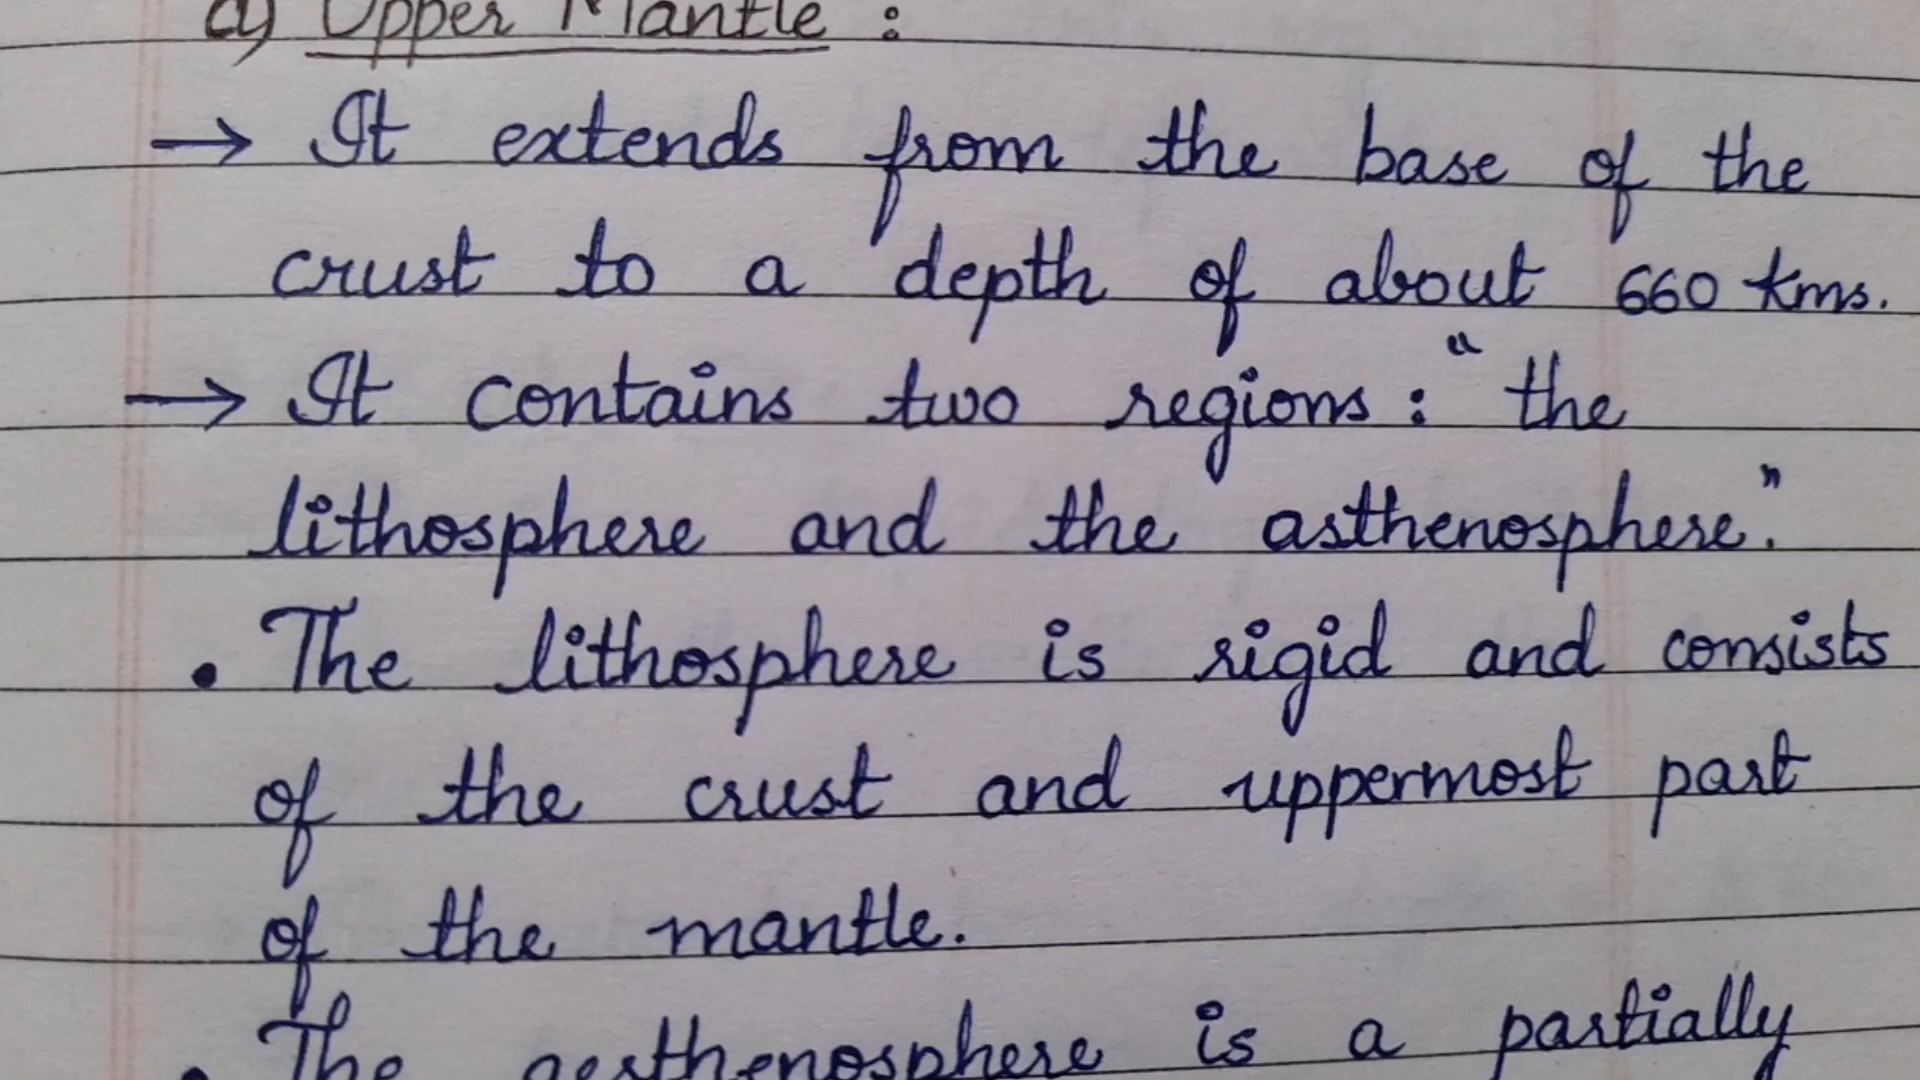 a) Upper Mantle :
→ It extends from the base of the
crust to a depth of about 660 kms.
→ It contains two regions : "the
lithosphere and the asthenosphere."
• The lithosphere is rigid and consists
of the crust and uppermost part
of the mantle.
• The aesthenosphere is a partially